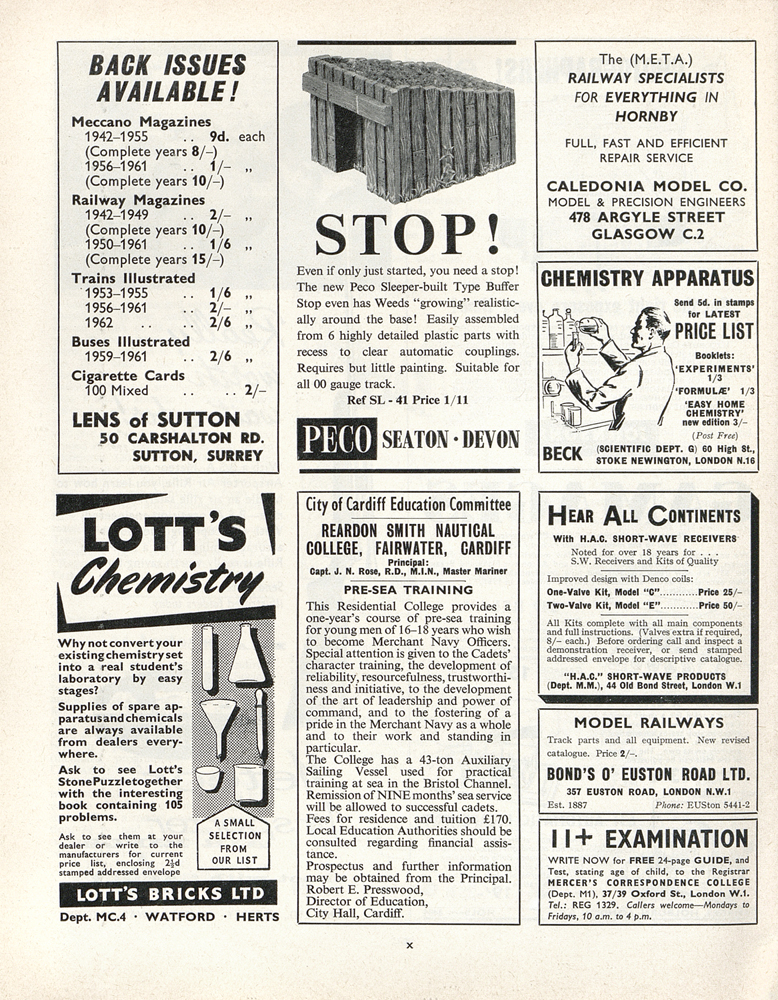 BACK ISSUES
AVAILABLE!
Meccano Magazines
1942–1955 .. 9d. each
(Complete years 8/–)
1956–1961 .. 1/– ,,
(Complete years 10/–)
Railway Magazines
1942–1949 .. 2/– ,,
(Complete years 10/–)
1950–1961 .. 1/6 ,,
(Complete years 15/–)
Trains Illustrated
1953–1955 .. 1/6 ,,
1956–1961 .. 2/– ,,
1962 .. .. 2/6 ,,
Buses Illustrated
1959–1961 .. 2/6 ,,
Cigarette Cards
100 Mixed .. .. 2/–
LENS of SUTTON
50 CARSHALTON RD.
SUTTON, SURREY
STOP!
Even if only just started, you need a stop!
The new Peco Sleeper-built Type Buffer
Stop even has Weeds "growing" realistic-
ally around the base! Easily assembled
from 6 highly detailed plastic parts with
recess to clear automatic couplings.
Requires but little painting. Suitable for
all 00 gauge track.
Ref SL - 41 Price 1/11
PECO SEATON · DEVON
The (M.E.T.A.)
RAILWAY SPECIALISTS
FOR EVERYTHING IN
HORNBY
FULL, FAST AND EFFICIENT
REPAIR SERVICE
CALEDONIA MODEL CO.
MODEL & PRECISION ENGINEERS
478 ARGYLE STREET
GLASGOW C.2
CHEMISTRY APPARATUS
Send 5d. in stamps
for LATEST
PRICE LIST
Booklets:
'EXPERIMENTS'
1/3
'FORMULÆ' 1/3
'EASY HOME
CHEMISTRY'
new edition 3/–
(Post Free)
BECK (SCIENTIFIC DEPT. G) 60 High St.,
STOKE NEWINGTON, LONDON N.16
LOTT'S
Chemistry
Why not convert your
existing chemistry set
into a real student's
laboratory by easy
stages?
Supplies of spare ap-
paratus and chemicals
are always available
from dealers every-
where.
Ask to see Lott's
Stone Puzzle together
with the interesting
book containing 105
problems.
Ask to see them at your
dealer or write to the
manufacturers for current
price list, enclosing 2½d
stamped addressed envelope
A SMALL
SELECTION
FROM
OUR LIST
LOTT'S BRICKS LTD
Dept. MC.4 · WATFORD · HERTS
City of Cardiff Education Committee
REARDON SMITH NAUTICAL
COLLEGE, FAIRWATER, CARDIFF
Principal:
Capt. J. N. Rose, R.D., M.I.N., Master Mariner
PRE-SEA TRAINING
This Residential College provides a
one-year's course of pre-sea training
for young men of 16–18 years who wish
to become Merchant Navy Officers.
Special attention is given to the Cadets'
character training, the development of
reliability, resourcefulness, trustworthi-
ness and initiative, to the development
of the art of leadership and power of
command, and to the fostering of a
pride in the Merchant Navy as a whole
and to their work and standing in
particular.
The College has a 43-ton Auxiliary
Sailing Vessel used for practical
training at sea in the Bristol Channel.
Remission of NINE months' sea service
will be allowed to successful cadets.
Fees for residence and tuition £170.
Local Education Authorities should be
consulted regarding financial assis-
tance.
Prospectus and further information
may be obtained from the Principal.
Robert E. Presswood,
Director of Education,
City Hall, Cardiff.
HEAR ALL CONTINENTS
With H.A.C. SHORT-WAVE RECEIVERS
Noted for over 18 years for . . .
S.W. Receivers and Kits of Quality
Improved design with Denco coils:
One-Valve Kit, Model "C"............Price 25/–
Two-Valve Kit, Model "E"...........Price 50/–
All Kits complete with all main components
and full instructions. (Valves extra if required,
8/– each.) Before ordering call and inspect a
demonstration receiver, or send stamped
addressed envelope for descriptive catalogue.
"H.A.C." SHORT-WAVE PRODUCTS
(Dept. M.M.), 44 Old Bond Street, London W.1
MODEL RAILWAYS
Track parts and all equipment. New revised
catalogue. Price 2/–.
BOND'S O' EUSTON ROAD LTD.
357 EUSTON ROAD, LONDON N.W.1
Est. 1887 Phone: EUSton 5441-2
11+ EXAMINATION
WRITE NOW for FREE 24-page GUIDE, and
Test, stating age of child, to the Registrar
MERCER'S CORRESPONDENCE COLLEGE
(Dept. M1), 37/39 Oxford St., London W.1.
Tel.: REG 1329. Callers welcome—Mondays to
Fridays, 10 a.m. to 4 p.m.
x